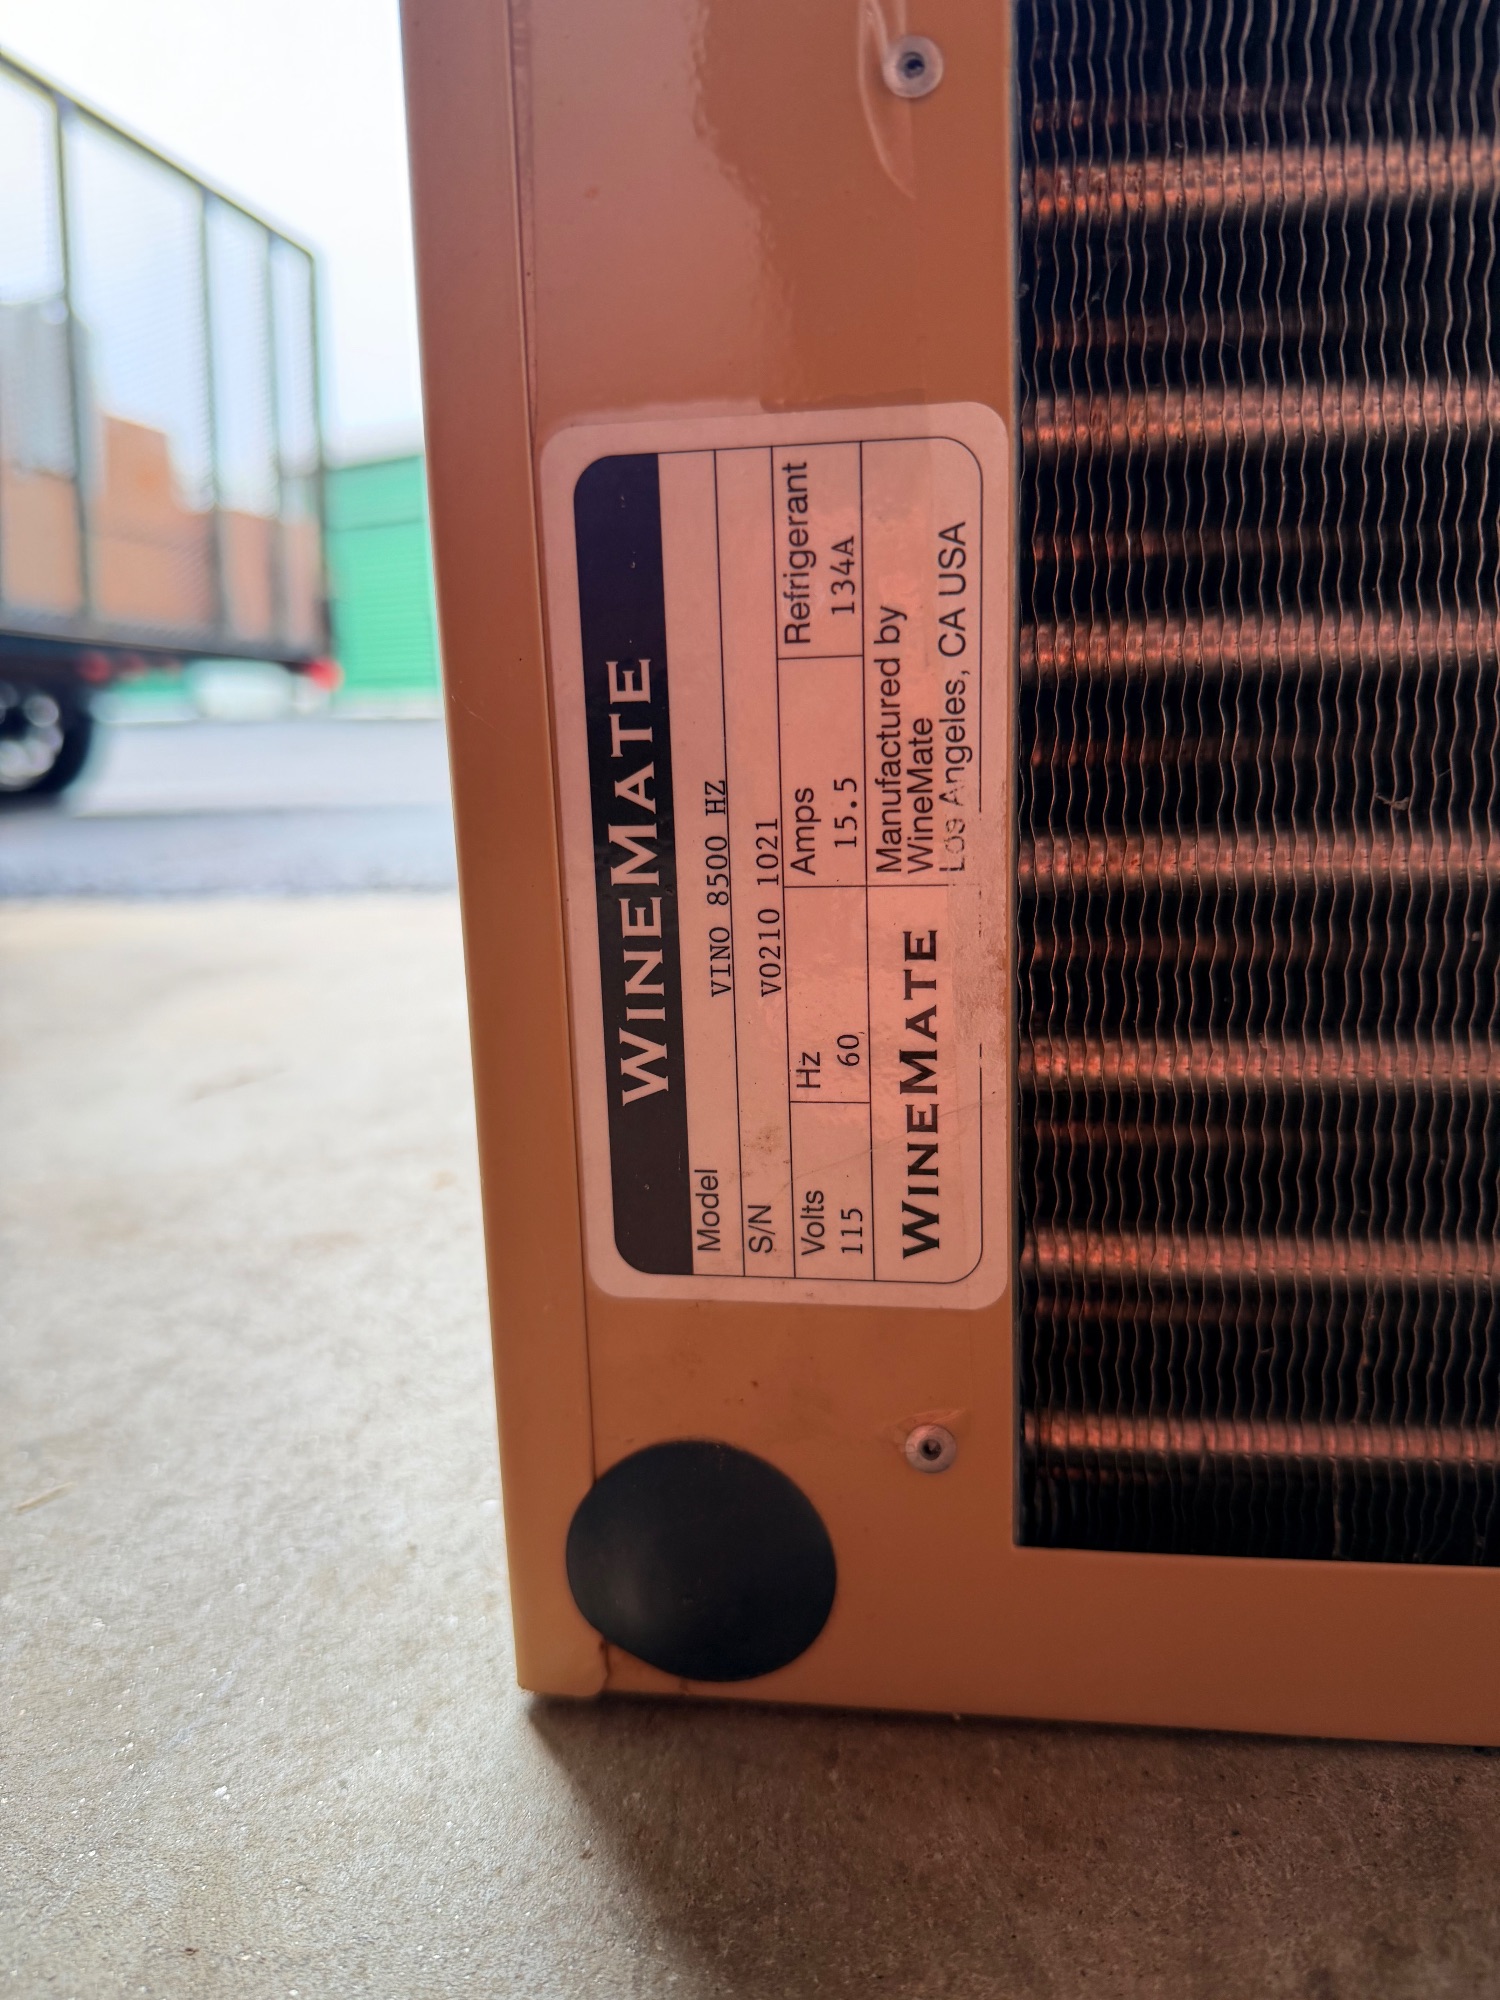 WINEMATE
Model VINO 8500 HZ
S/N V0210 1021
Volts Hz Amps Refrigerant
115 60 15.5 134A
WINEMATE
Manufactured by
WineMate
Los Angeles, CA USA